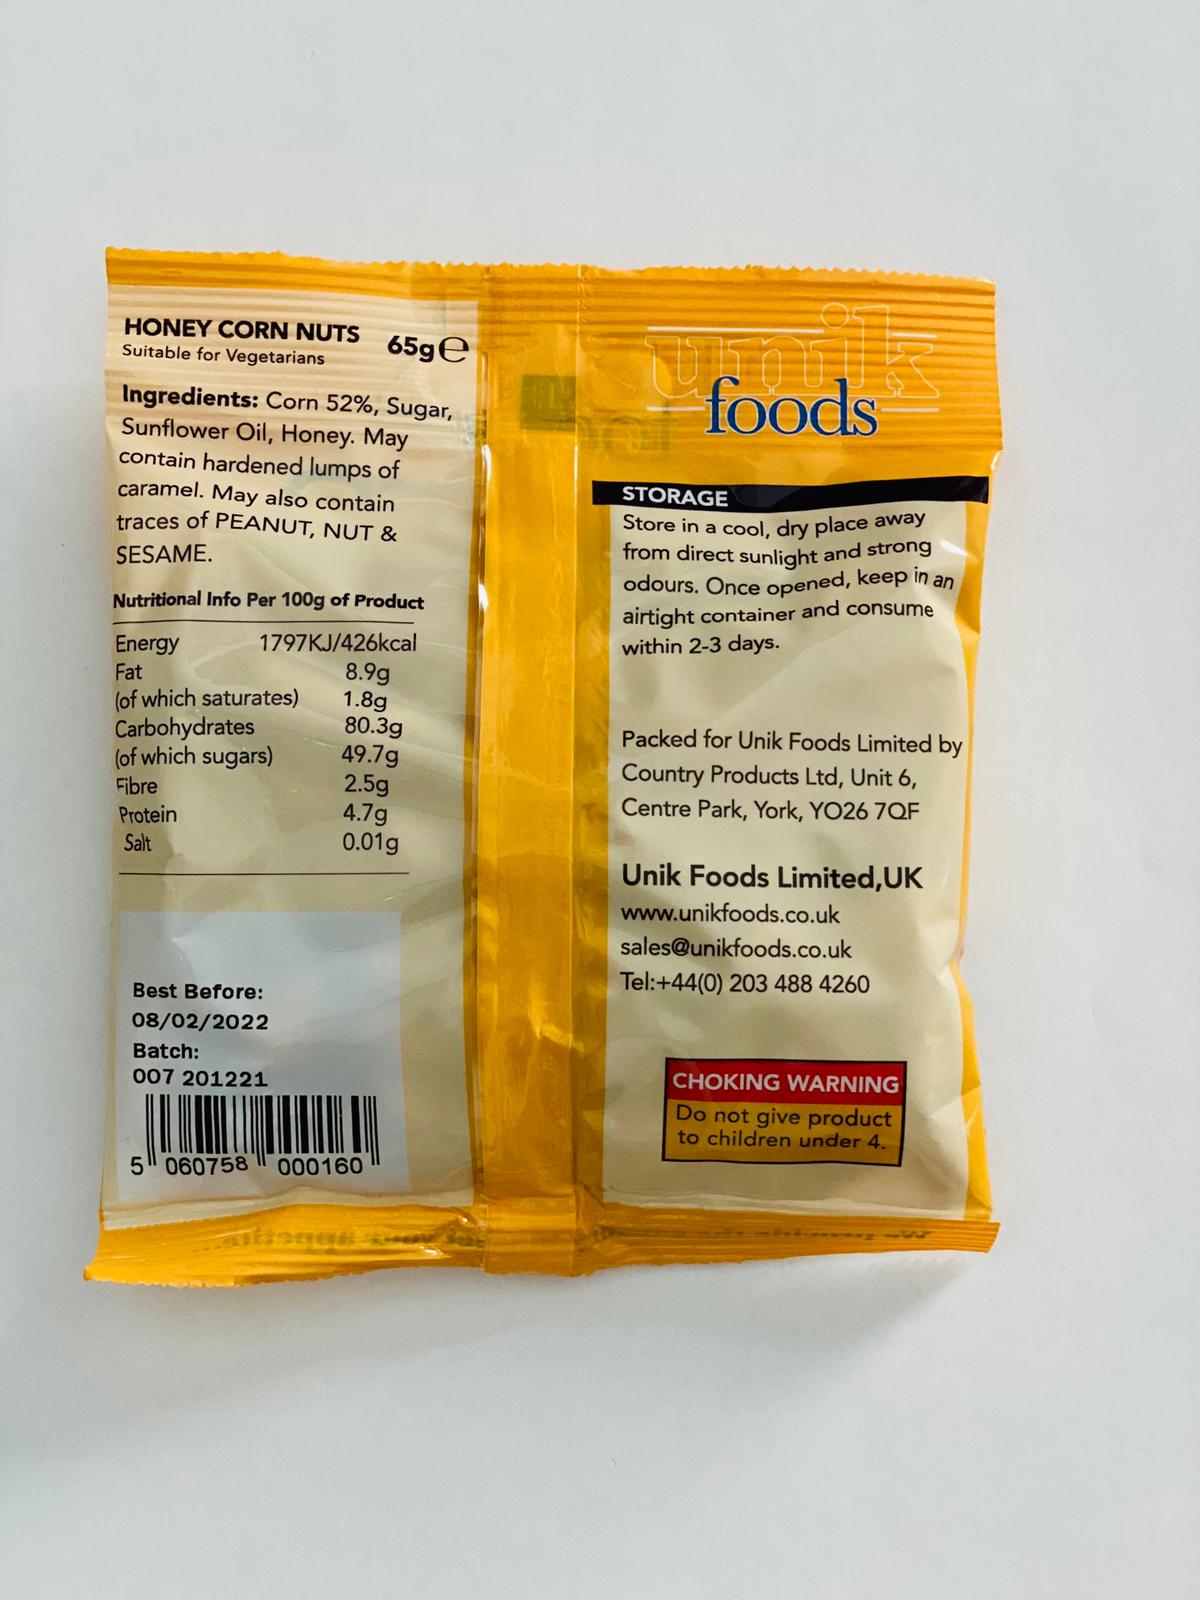 HONEY CORN NUTS 65g℮
Suitable for Vegetarians
Ingredients: Corn 52%, Sugar,
Sunflower Oil, Honey. May
contain hardened lumps of
caramel. May also contain
traces of PEANUT, NUT &
SESAME.
Nutritional Info Per 100g of Product
Energy 1797KJ/426kcal
Fat 8.9g
(of which saturates) 1.8g
Carbohydrates 80.3g
(of which sugars) 49.7g
Fibre 2.5g
Protein 4.7g
Salt 0.01g
Best Before:
08/02/2022
Batch:
007 201221
5 060758 000160
unik
foods
STORAGE
Store in a cool, dry place away
from direct sunlight and strong
odours. Once opened, keep in an
airtight container and consume
within 2-3 days.
Packed for Unik Foods Limited by
Country Products Ltd, Unit 6,
Centre Park, York, YO26 7QF
Unik Foods Limited,UK
www.unikfoods.co.uk
sales@unikfoods.co.uk
Tel:+44(0) 203 488 4260
CHOKING WARNING
Do not give product
to children under 4.